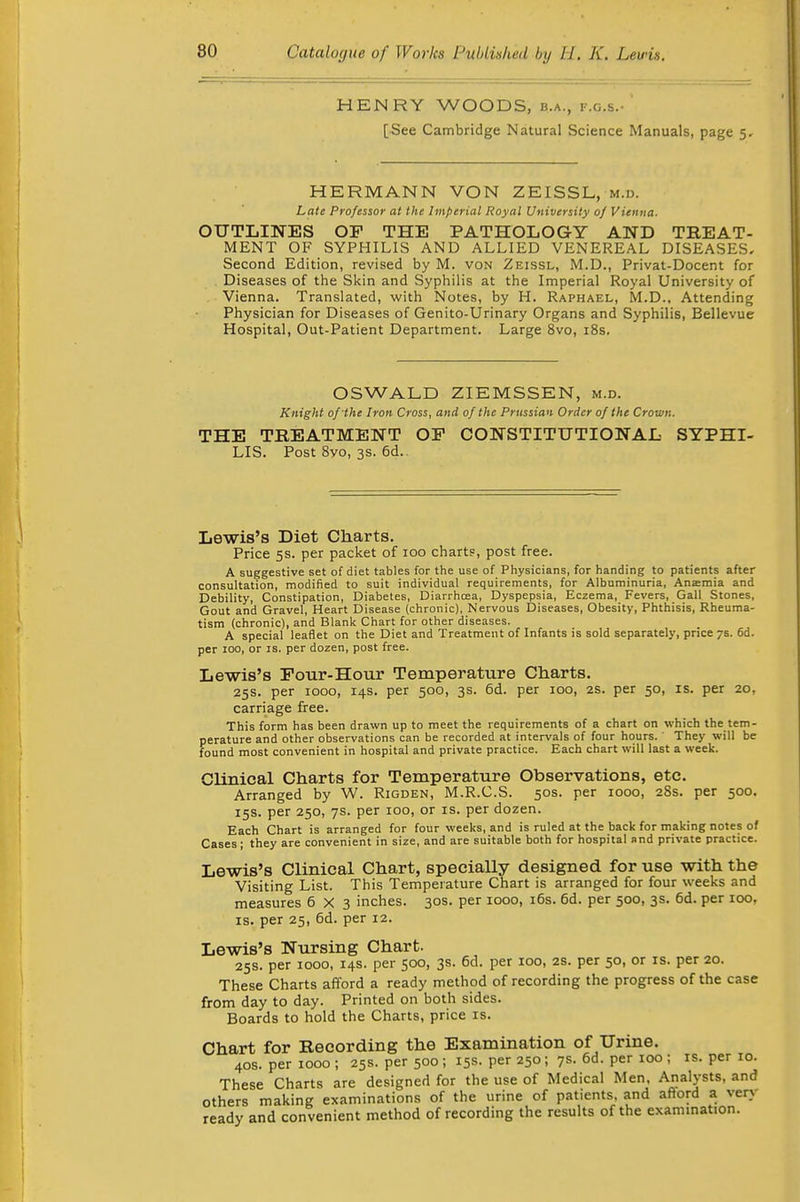 80 Catalogue of Works Published by H. K. Lewis.
HENRY WOODS, B.A., F.G.S.
[See Cambridge Natural Science Manuals, page 5.
HERMANN VON ZEISSL, M.D.
Late Professor at the Imperial Royal University of Vienna.
OUTLINES OF THE PATHOLOGY AND TREAT-
MENT OF SYPHILIS AND ALLIED VENEREAL DISEASES.
Second Edition, revised by M. VON ZEISSL, M.D., Privat-Docent for
Diseases of the Skin and Syphilis at the Imperial Royal University of
Vienna. Translated, with Notes, by H. RAPHAEL, M.D., Attending
Physician for Diseases of Genito-Urinary Organs and Syphilis, Bellevue
Hospital, Out-Patient Department. Large 8vo, 18s.
OSWALD ZIEMSSEN, M.D.
Knight of the Iron Cross, and of the Prussian Order of the Crown.
THE TREATMENT OF CONSTITUTIONAL SYPHI-
LIS. Post 8vo, 3s. 6d.
Lewis's Diet Charts.
Price 5s. per packet of 100 charts, post free.
A suggestive set of diet tables for the use of Physicians, for handing to patients after
consultation, modified to suit individual requirements, for Albuminuria, Anæmia and
Debility, Constipation, Diabetes, Diarrhœa, Dyspepsia, Eczema, Fevers, Gall Stones,
Gout and Gravel, Heart Disease (chronic), Nervous Diseases, Obesity, Phthisis, Rheuma-
tism (chronic), and Blank Chart for other diseases.
A special leaflet on the Diet and Treatment of Infants is sold separately, price 7s. 6d.
per 100, or 1s. per dozen, post free.
Lewis's Four-Hour Temperature Charts.
25s. per 1000, 14s. per 500, 3s. 6d. per 100, 2s. per 50, 1s. per 20,
carriage free.
This form has been drawn up to meet the requirements of a chart on which the tem-
perature and other observations can be recorded at intervals of four hours. They will be
found most convenient in hospital and private practice. Each chart will last a week.
Clinical Charts for Temperature Observations, etc.
Arranged by W. RIGDEN, M.R.C.S. 50s. per 1000, 28s. per 500,
15s. per 250, 7s. per 100, or 1s. per dozen.
Each Chart is arranged for four weeks, and is ruled at the back for making notes of
Cases; they are convenient in size, and are suitable both for hospital and private practice.
Lewis's Clinical Chart, specially designed for use with the
Visiting List. This Temperature Chart is arranged for four weeks and
measures 6 X 3 inches. 30s. per 1000, 16s. 6d. per 500, 3s. 6d. per 100,
1s. per 25, 6d. per 12.
Lewis's Nursing Chart.
25s. per 1000, 14s. per 500, 3s. 6d. per 100, 2s. per 50, or 1s. per 20.
These Charts afford a ready method of recording the progress of the case
from day to day. Printed on both sides.
Boards to hold the Charts, price 1s.
Chart for Recording the Examination of Urine.
40s. per 1000; 25s. per 500; 15s. per 250; 7s. 6d. per 100; 1s. per 10.
These Charts are designed for the use of Medical Men, Analysts, and
others making examinations of the urine of patients, and afford a very
ready and convenient method of recording the results of the examination.